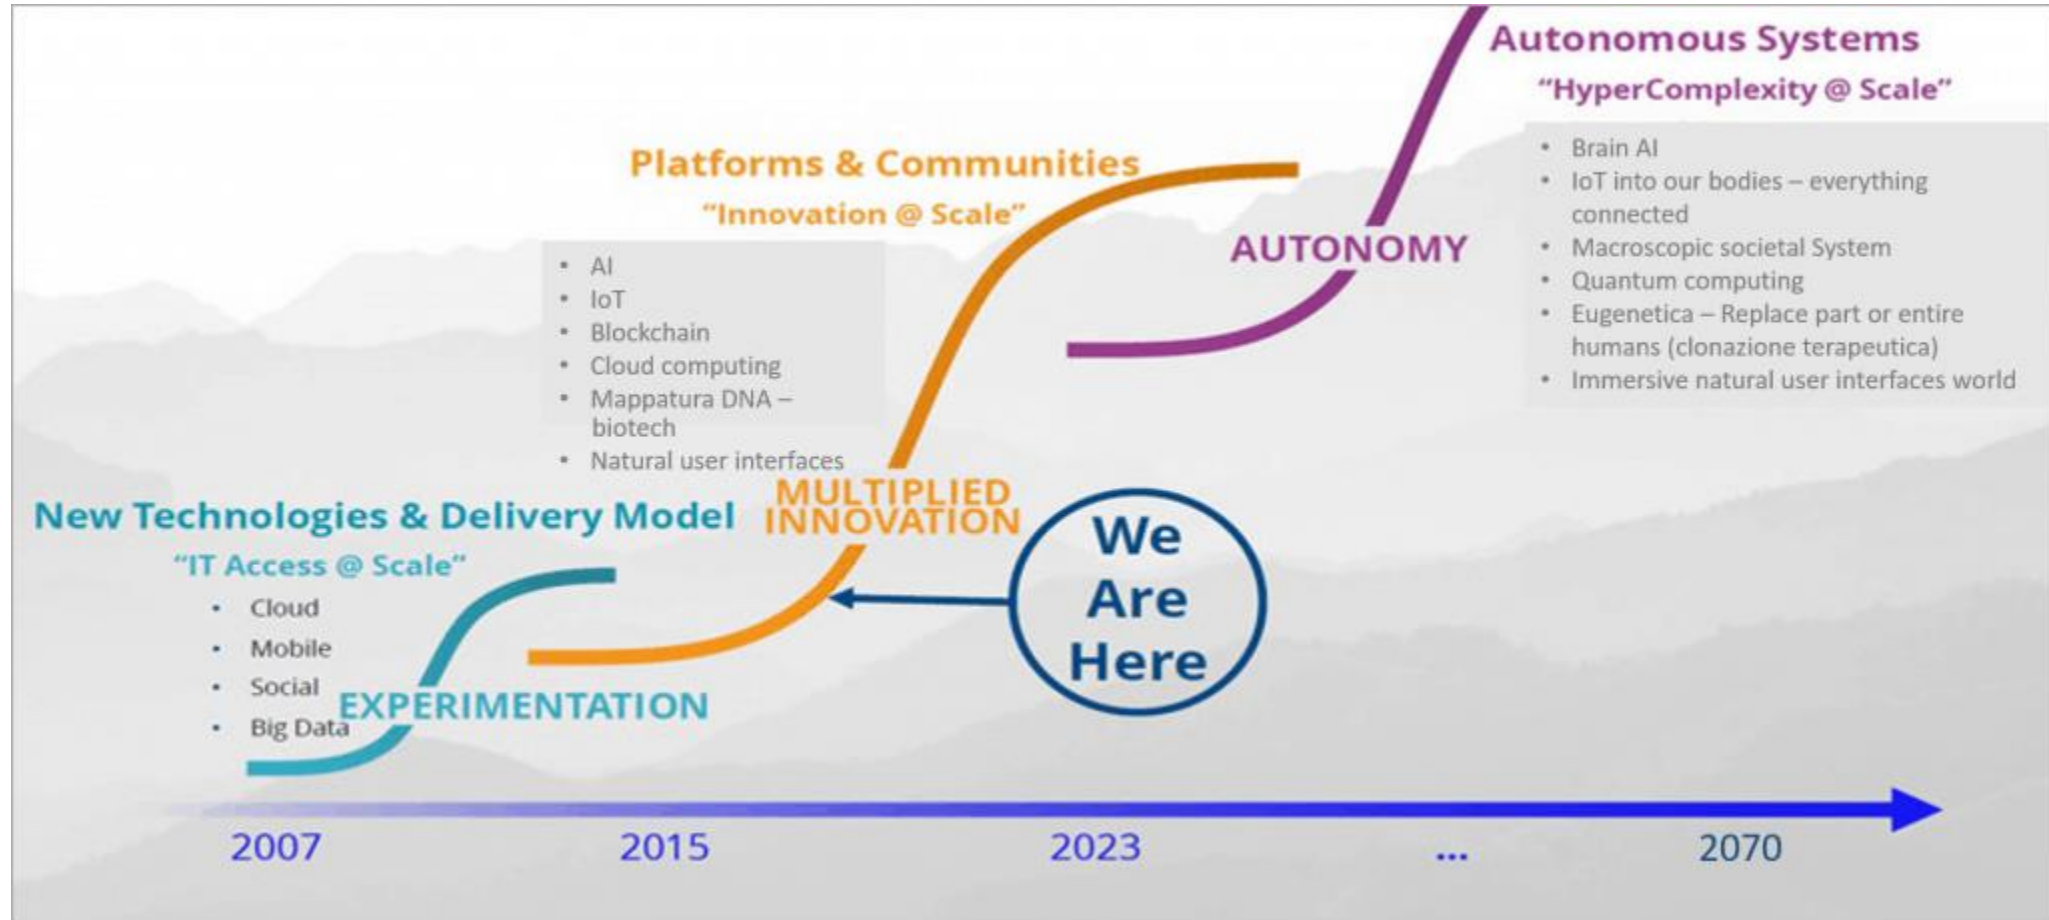 Autonomous Systems
“HyperComplexity @ Scale”
• Brain AI
• IoT into our bodies – everything
connected
• Macroscopic societal System
• Quantum computing
• Eugenetica – Replace part or entire
humans (clonazione terapeutica)
• Immersive natural user interfaces world
AUTONOMY
Platforms & Communities
“Innovation @ Scale”
• AI
• IoT
• Blockchain
• Cloud computing
• Mappatura DNA –
biotech
• Natural user interfaces
MULTIPLIED
INNOVATION
We
Are
Here
New Technologies & Delivery Model
“IT Access @ Scale”
• Cloud
• Mobile
• Social
• Big Data
EXPERIMENTATION
2007 2015 2023 ... 2070